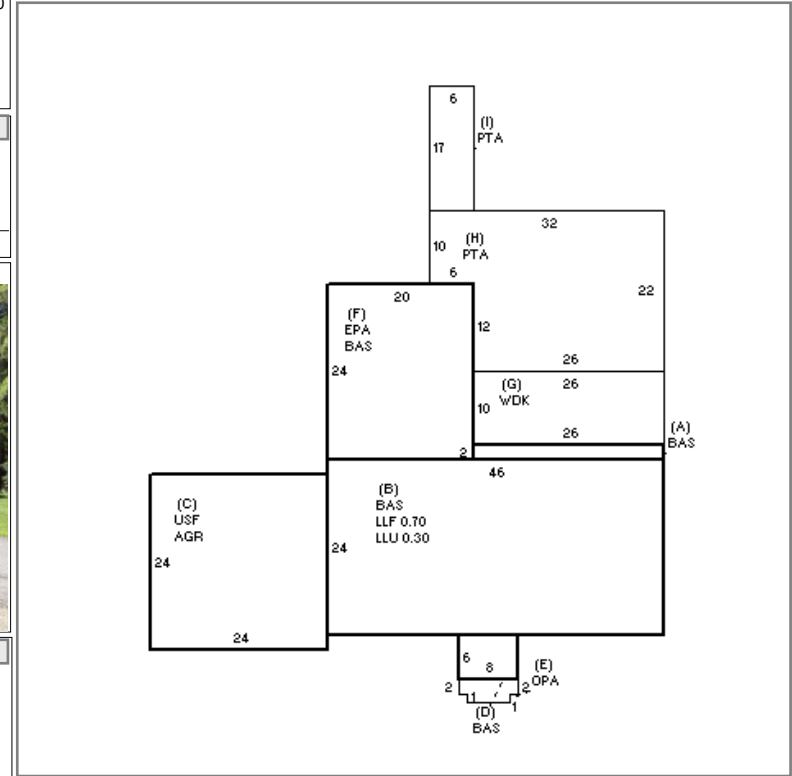 6
(I)
PTA
17
32
10
(H)
PTA
6
22
20
(F)
EPA
BAS
12
24
26
(G)
WDK
26
10
26
(A)
BAS
2
46
(C)
USF
AGR
(B)
BAS
LLF 0.70
LLU 0.30
24
24
24
6
8
(E)
OPA
2
1
2
1
(D)
BAS